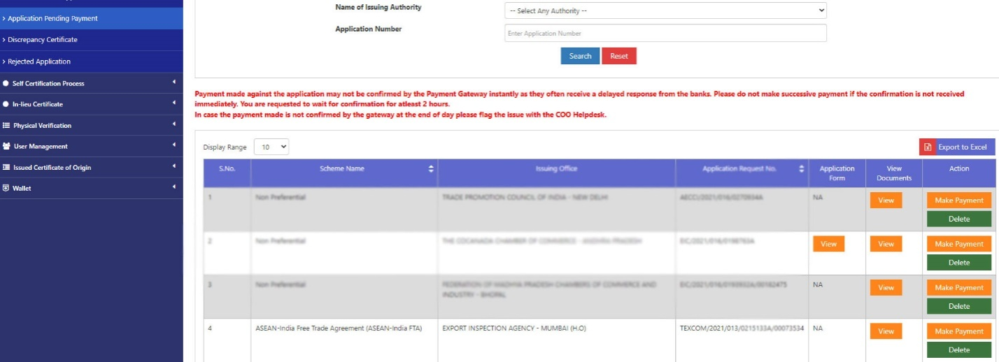 Application Pending Payment
Discrepancy Certificate
Rejected Application
Self Certification Process
In-lieu Certificate
Physical Verification
User Management
Issued Certificate of Origin
Wallet
Name of Issuing Authority
-- Select Any Authority --
Application Number
Enter Application Number
Search Reset
Payment made against the application may not be confirmed by the Payment Gateway instantly as they often receive a delayed response from the banks. Please do not make successive payment if the confirmation is not received
immediately. You are requested to wait for confirmation for atleast 2 hours.
In case the payment made is not confirmed by the gateway at the end of day please flag the issue with the COO Helpdesk.
Display Range 10
Export to Excel
S.No. Scheme Name Issuing Office Application Request No. Application Form View Documents Action
1 Non Preferential TRADE PROMOTION COUNCIL OF INDIA - NEW DELHI NA View Make Payment
Delete
2 Non Preferential THE COCANADA CHAMBER OF COMMERCE - ANDHRA PRADESH View View Make Payment
Delete
3 Non Preferential FEDERATION OF MADHYA PRADESH CHAMBERS OF COMMERCE AND NA View Make Payment
INDUSTRY - BHOPAL Delete
4 ASEAN-India Free Trade Agreement (ASEAN-India FTA) EXPORT INSPECTION AGENCY - MUMBAI (H.O) TEXCOM/2021/013/0215133A/00073534 NA View Make Payment
Delete